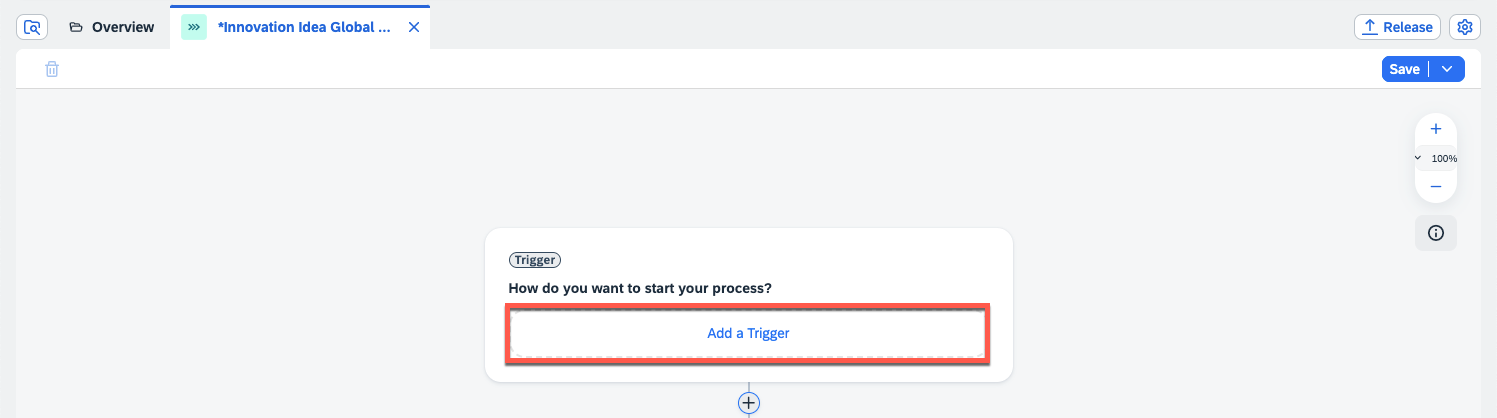 Overview
*Innovation Idea Global ...
Release
Save
100%
Trigger
How do you want to start your process?
Add a Trigger